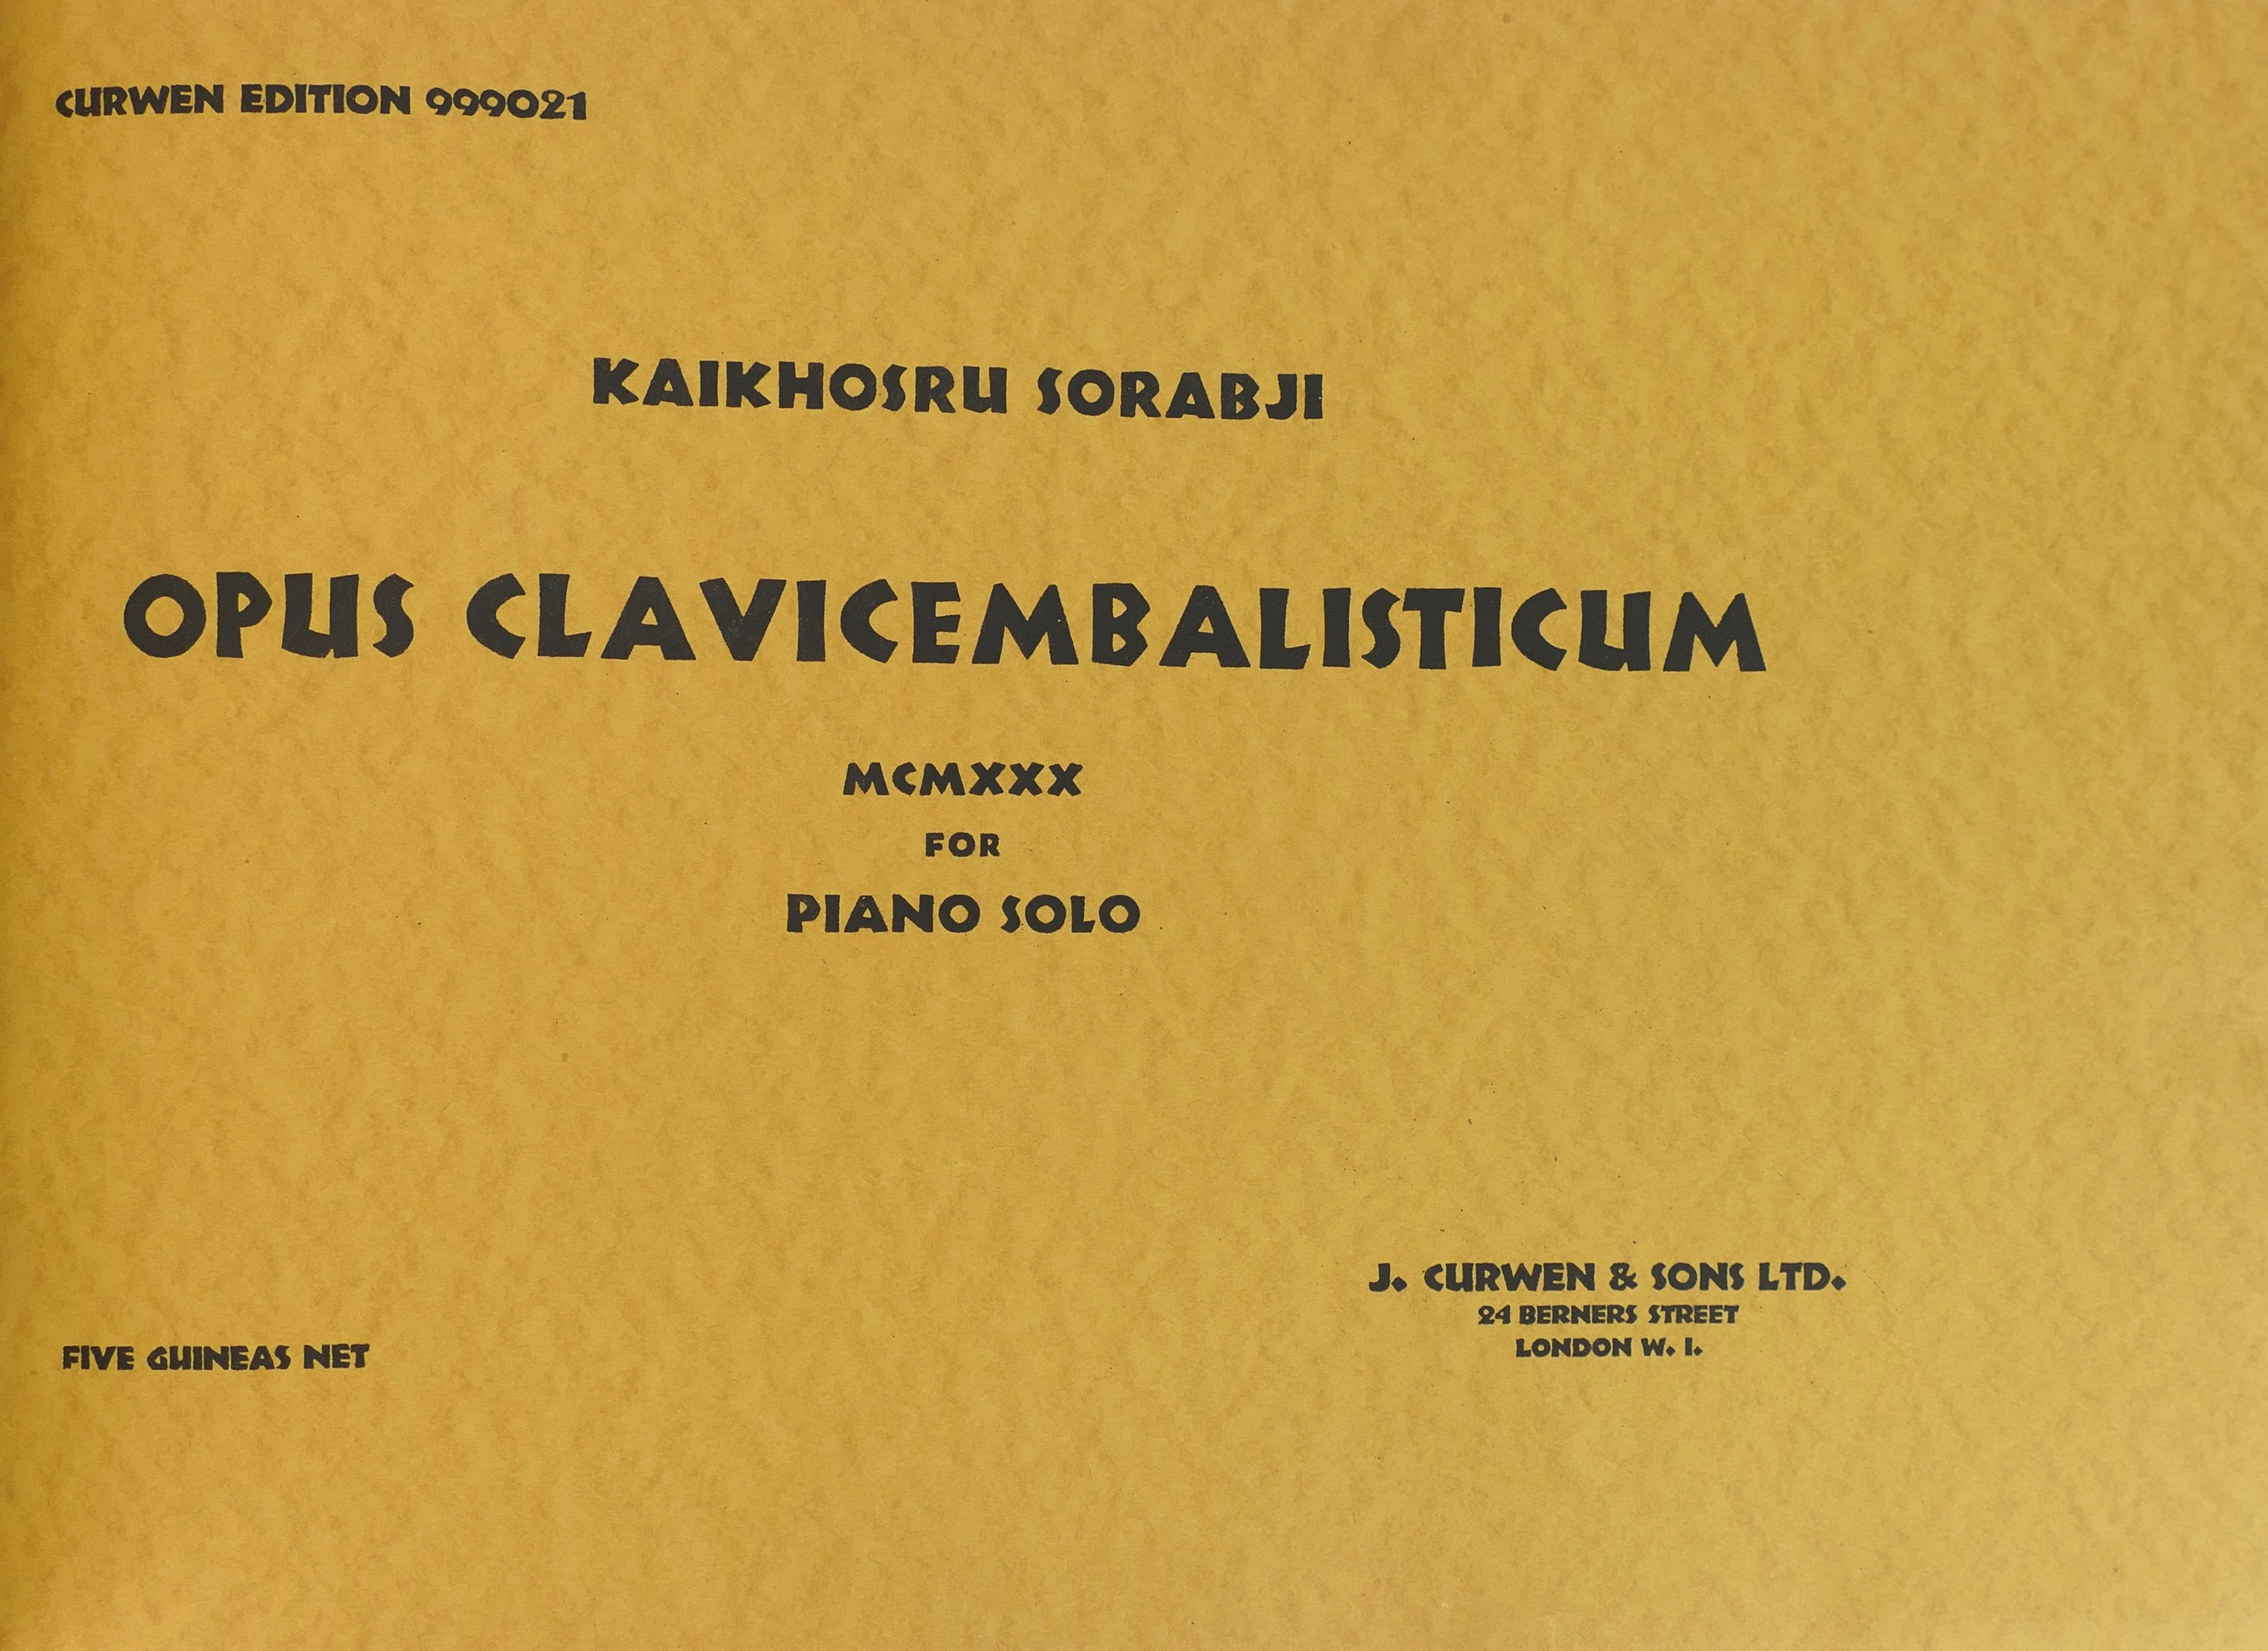 CURWEN EDITION 999021
KAIKHOSRU SORABJI
OPUS CLAVICEMBALISTICUM
MCMXXX
FOR
PIANO SOLO
J. CURWEN & SONS LTD.
24 BERNERS STREET
LONDON W. 1.
FIVE GUINEAS NET